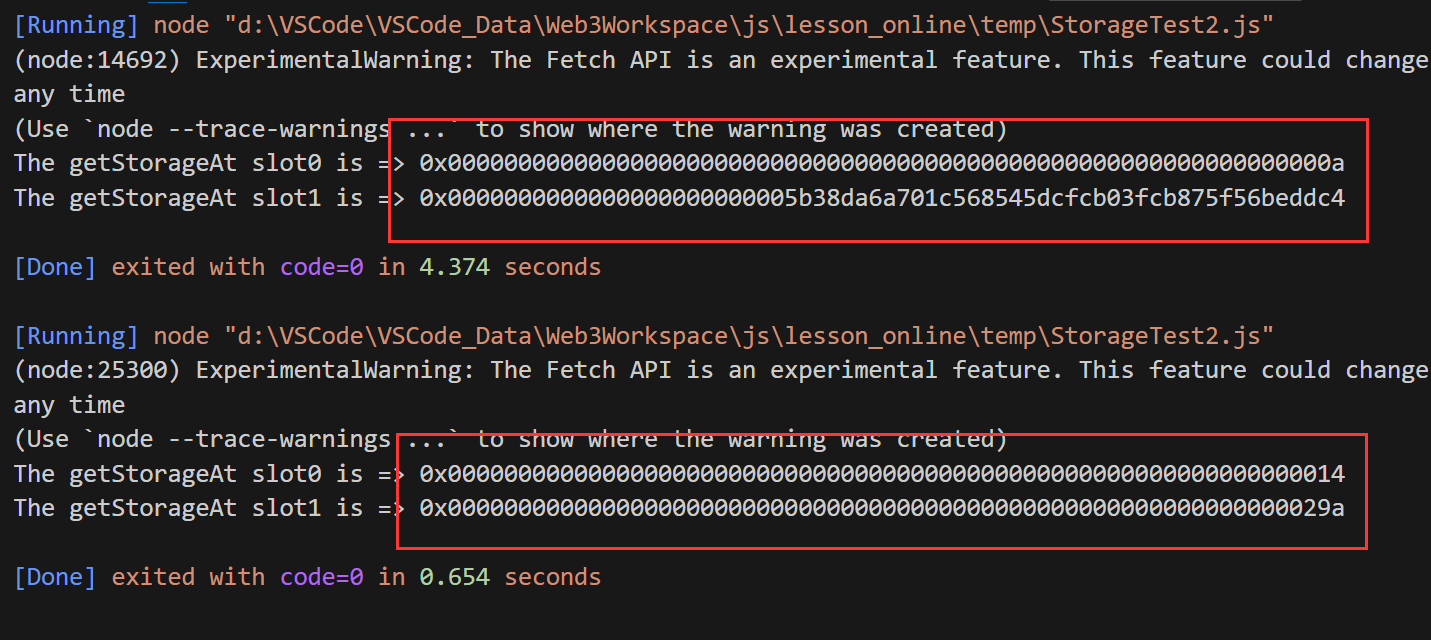 [Running] node "d:\VSCode\VSCode_Data\Web3Workspace\js\lesson_online\temp\StorageTest2.js"
(node:14692) ExperimentalWarning: The Fetch API is an experimental feature. This feature could change
any time
(Use `node --trace-warnings ...` to show where the warning was created)
The getStorageAt slot0 is => 0x000000000000000000000000000000000000000000000000000000000000000a
The getStorageAt slot1 is => 0x0000000000000000000000005b38da6a701c568545dcfcb03fcb875f56beddc4
[Done] exited with code=0 in 4.374 seconds
[Running] node "d:\VSCode\VSCode_Data\Web3Workspace\js\lesson_online\temp\StorageTest2.js"
(node:25300) ExperimentalWarning: The Fetch API is an experimental feature. This feature could change
any time
(Use `node --trace-warnings ...` to show where the warning was created)
The getStorageAt slot0 is => 0x0000000000000000000000000000000000000000000000000000000000000014
The getStorageAt slot1 is => 0x000000000000000000000000000000000000000000000000000000000000029a
[Done] exited with code=0 in 0.654 seconds